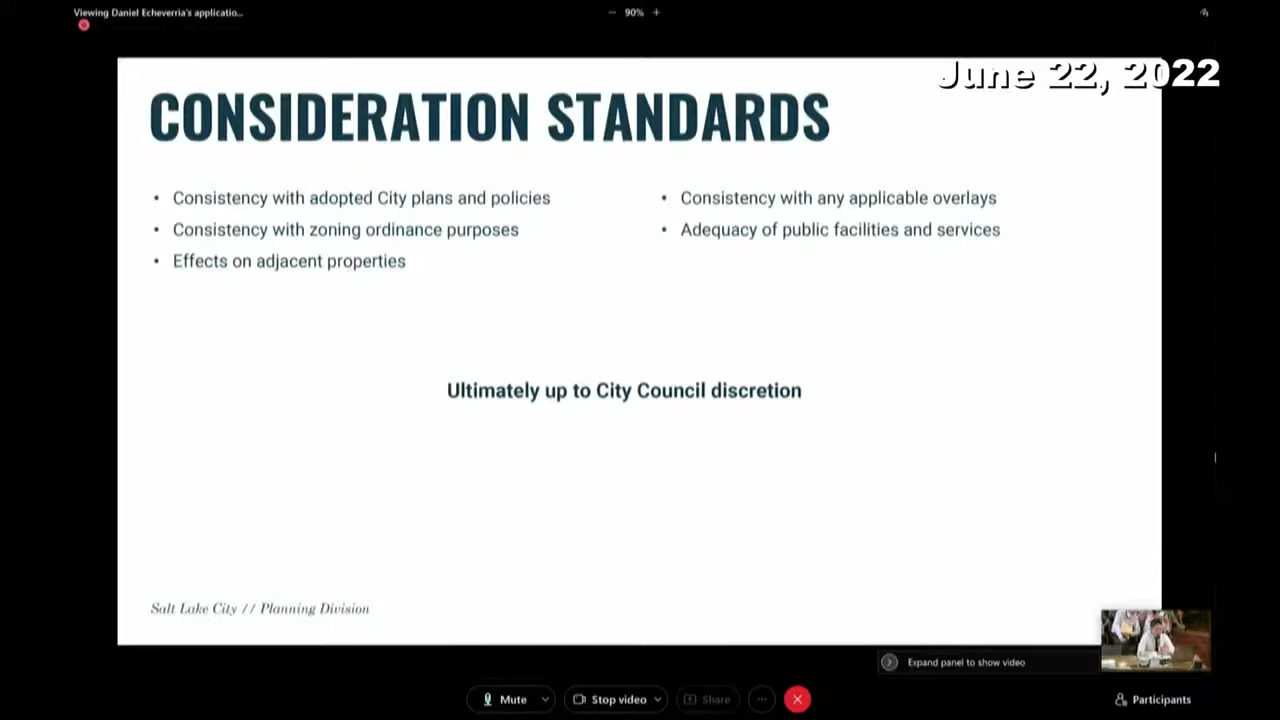 Viewing Daniel Echeverria's applicatio...
90%
June 22, 2022
CONSIDERATION STANDARDS
• Consistency with adopted City plans and policies
• Consistency with zoning ordinance purposes
• Effects on adjacent properties
• Consistency with any applicable overlays
• Adequacy of public facilities and services
Ultimately up to City Council discretion
Salt Lake City // Planning Division
Expand panel to show video
Mute
Stop video
Share
Participants